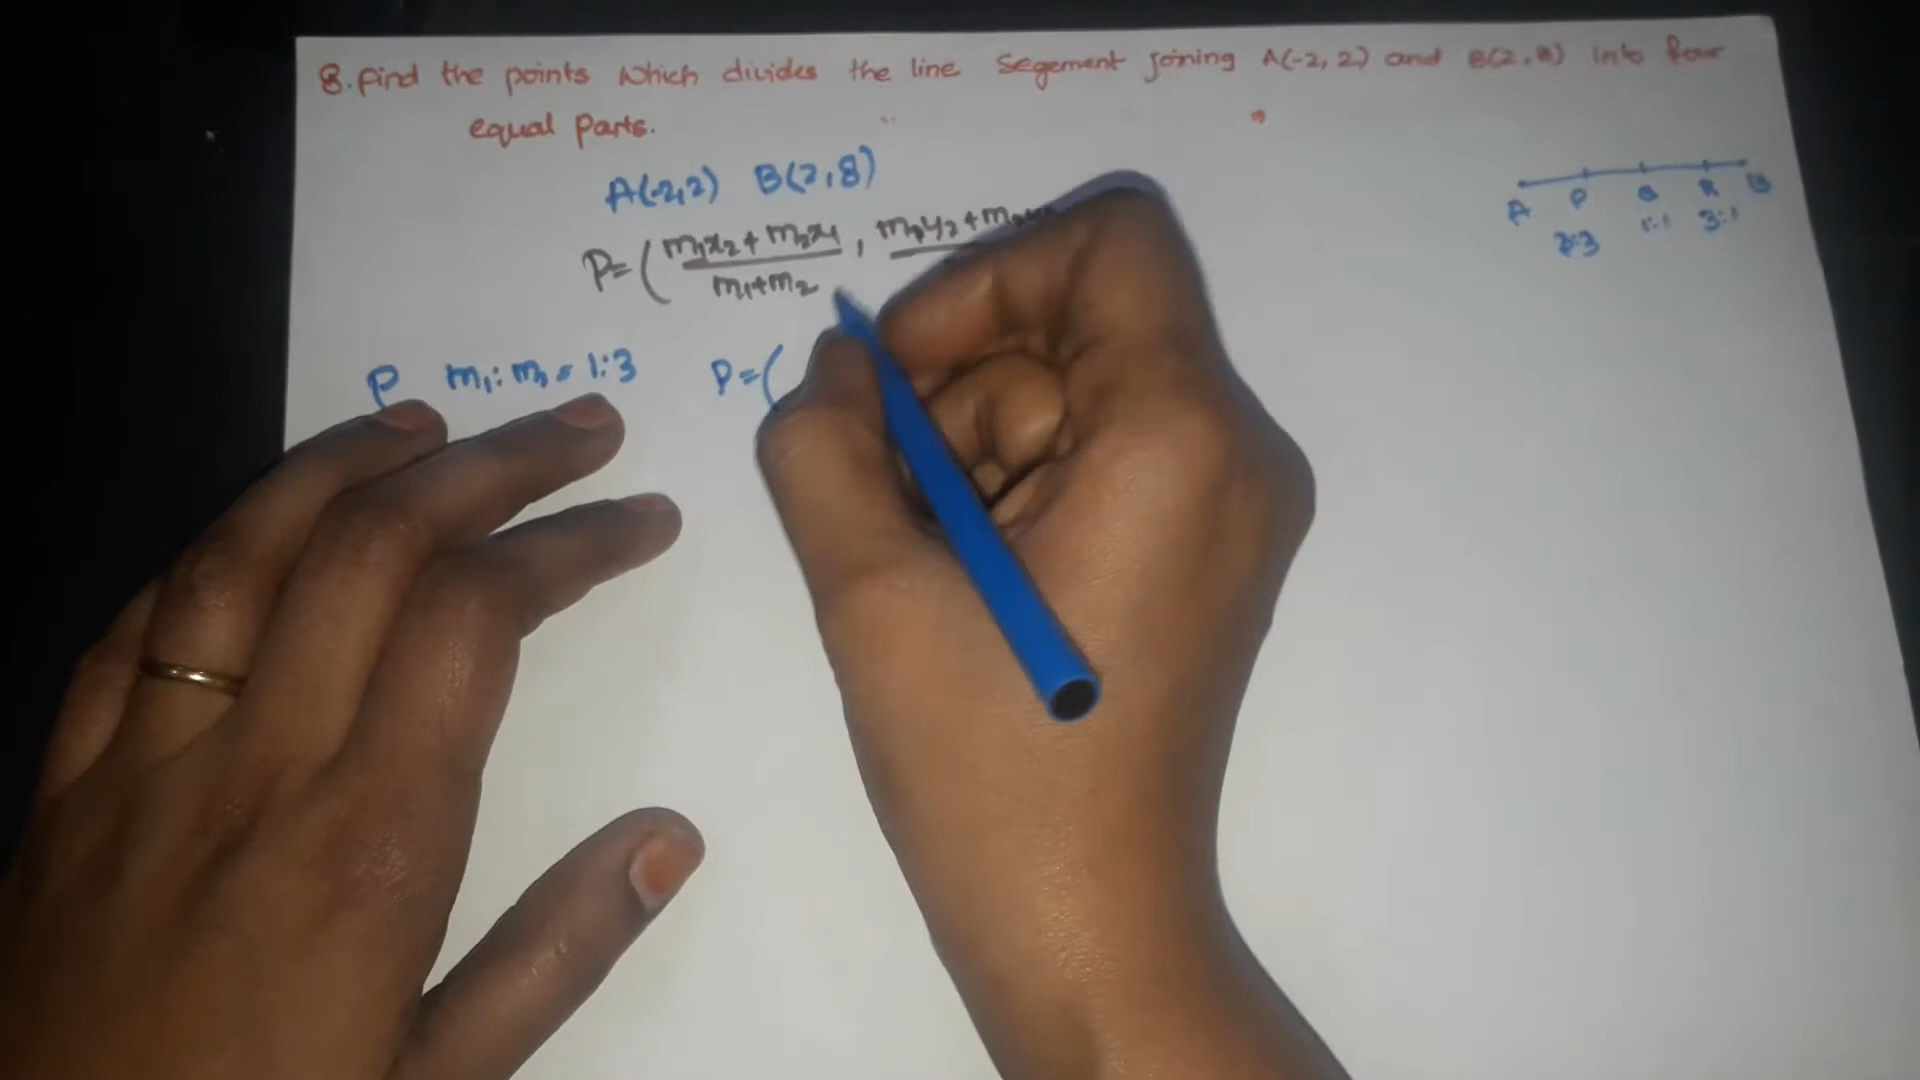 8. find the points which divides the line segement joining A(-2, 2) and B(2, 8) into four
equal parts.
A(-2,2) B(2,8)
P=( m₁x₂+m₂x₁ , m₁y₂+m₂
m₁+m₂
P m₁:m₂ = 1:3 P=(
A P Q R B
1:3 1:1 3:1